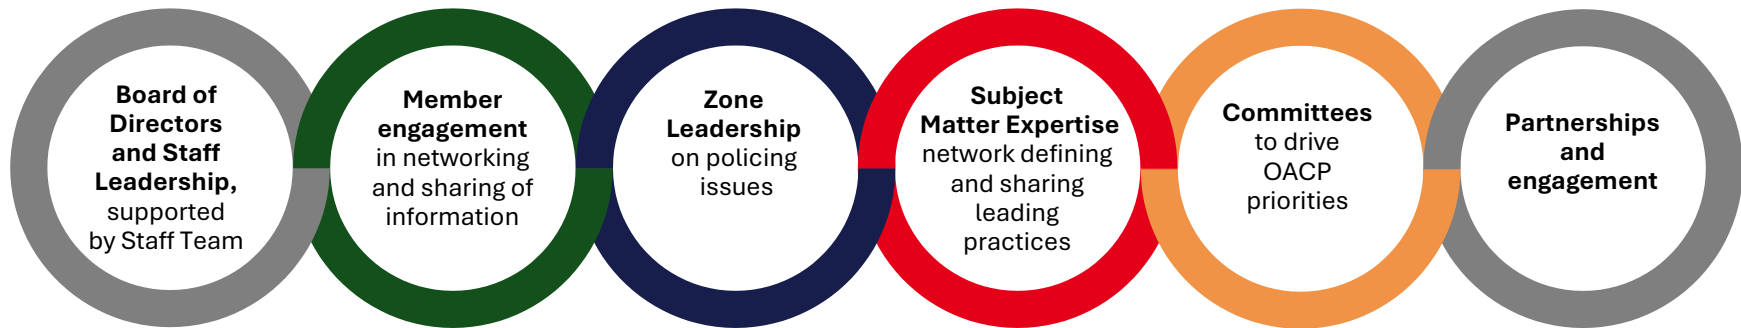 Board of
Directors
and Staff
Leadership,
supported
by Staff Team
Member
engagement
in networking
and sharing of
information
Zone
Leadership
on policing
issues
Subject
Matter Expertise
network defining
and sharing
leading
practices
Committees
to drive
OACP
priorities
Partnerships
and
engagement